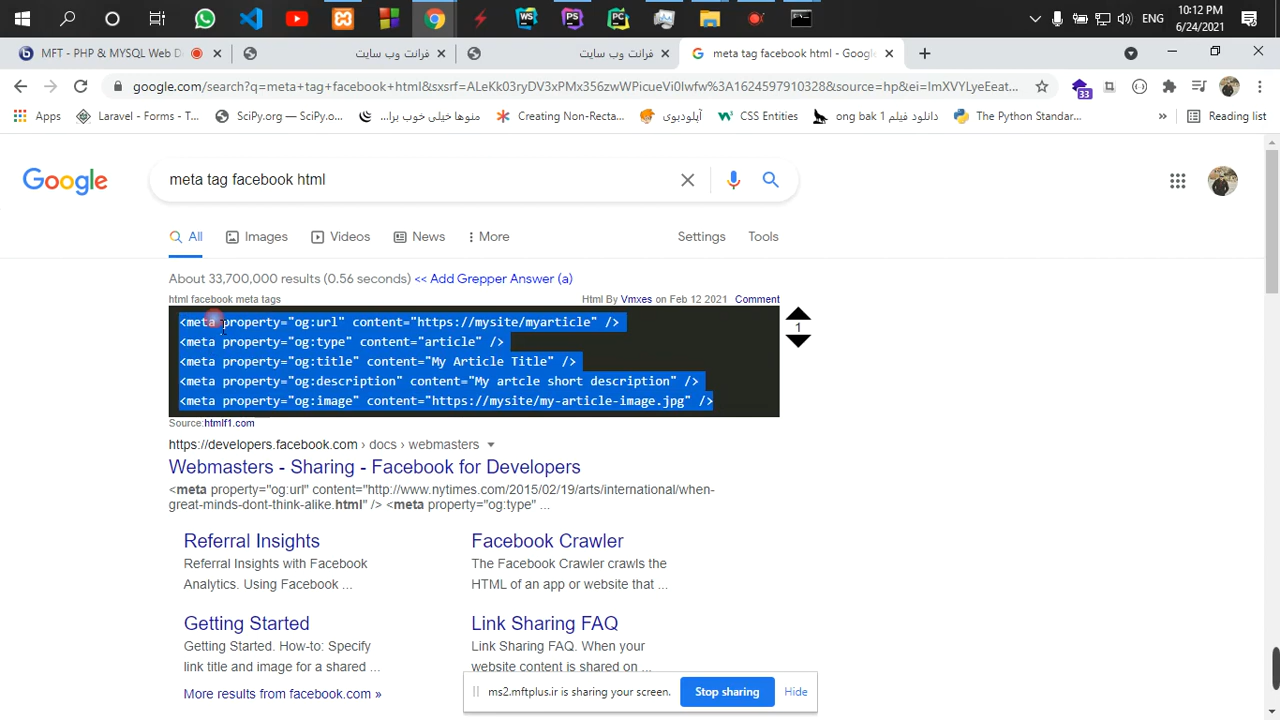 10:12 PM
ENG
6/24/2021
MFT - PHP & MYSQL Web D
فرانت وب سایت
فرانت وب سایت
meta tag facebook html - Google
google.com/search?q=meta+tag+facebook+html&sxsrf=ALeKk03ryDV3xPM356zwWPicueVi0Iwfw%3A1624597910328&source=hp&ei=ImXVYLyeEeat...
33
Apps
Laravel - Forms - T...
SciPy.org — SciPy.o...
منوها خیلی خوب برا...
Creating Non-Recta...
آپلودبوی
CSS Entities
دانلود فیلم ong bak 1
The Python Standar...
»
Reading list
Google
meta tag facebook html
All
Images
Videos
News
More
Settings
Tools
About 33,700,000 results (0.56 seconds) << Add Grepper Answer (a)
html facebook meta tags
Html By Vmxes on Feb 12 2021 Comment
<meta property="og:url" content="https://mysite/myarticle" />
<meta property="og:type" content="article" />
<meta property="og:title" content="My Article Title" />
<meta property="og:description" content="My artcle short description" />
<meta property="og:image" content="https://mysite/my-article-image.jpg" />
1
Source:htmlf1.com
https://developers.facebook.com › docs › webmasters
Webmasters - Sharing - Facebook for Developers
<meta property="og:url" content="http://www.nytimes.com/2015/02/19/arts/international/when-
great-minds-dont-think-alike.html" /> <meta property="og:type" ...
Referral Insights
Facebook Crawler
Referral Insights with Facebook
The Facebook Crawler crawls the
Analytics. Using Facebook ...
HTML of an app or website that ...
Getting Started
Link Sharing FAQ
Getting Started. How-to: Specify
Link Sharing FAQ. When your
link title and image for a shared ...
website content is shared on ...
More results from facebook.com »
ms2.mftplus.ir is sharing your screen.
Stop sharing
Hide